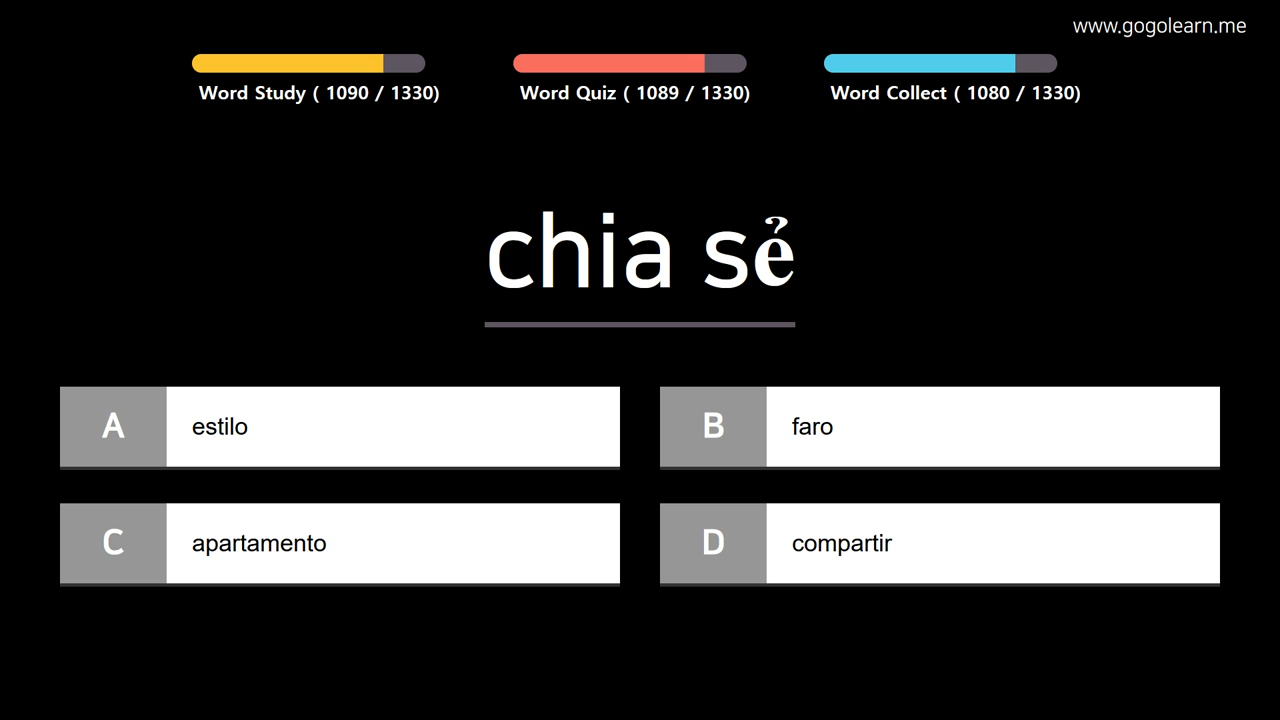 www.gogolearn.me
Word Study ( 1090 / 1330)
Word Quiz ( 1089 / 1330)
Word Collect ( 1080 / 1330)
chia sẻ
A estilo
B faro
C apartamento
D compartir